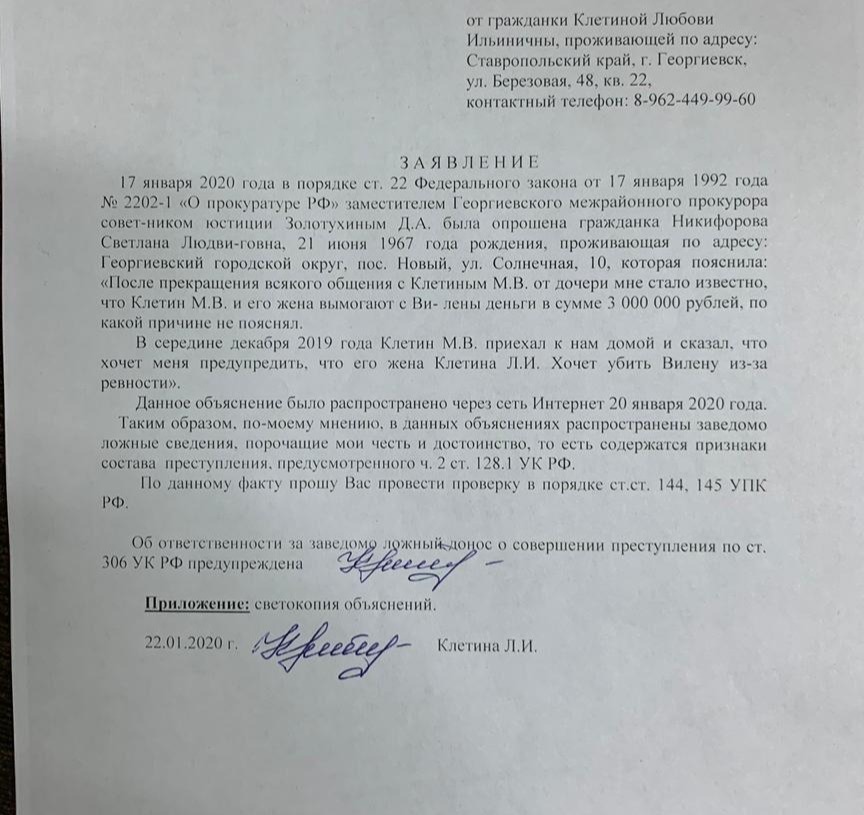 от гражданки Клетиной Любови
Ильиничны, проживающей по адресу:
Ставропольский край, г. Георгиевск,
ул. Березовая, 48, кв. 22,
контактный телефон: 8-962-449-99-60
З А Я В Л Е Н И Е
17 января 2020 года в порядке ст. 22 Федерального закона от 17 января 1992 года
№ 2202-1 «О прокуратуре РФ» заместителем Георгиевского межрайонного прокурора
совет-ником юстиции Золотухиным Д.А. была опрошена гражданка Никифорова
Светлана Людви-говна, 21 июня 1967 года рождения, проживающая по адресу:
Георгиевский городской округ, пос. Новый, ул. Солнечная, 10, которая пояснила:
«После прекращения всякого общения с Клетиным М.В. от дочери мне стало известно,
что Клетин М.В. и его жена вымогают с Ви- лены деньги в сумме 3 000 000 рублей, по
какой причине не пояснял.
В середине декабря 2019 года Клетин М.В. приехал к нам домой и сказал, что
хочет меня предупредить, что его жена Клетина Л.И. Хочет убить Вилену из-за
ревности».
Данное объяснение было распространено через сеть Интернет 20 января 2020 года.
Таким образом, по-моему мнению, в данных объяснениях распространены заведомо
ложные сведения, порочащие мои честь и достоинство, то есть содержатся признаки
состава преступления, предусмотренного ч. 2 ст. 128.1 УК РФ.
По данному факту прошу Вас провести проверку в порядке ст.ст. 144, 145 УПК
РФ.
Об ответственности за заведомо ложный донос о совершении преступления по ст.
306 УК РФ предупреждена
Приложение: светокопия объяснений.
22.01.2020 г. Клетина Л.И.